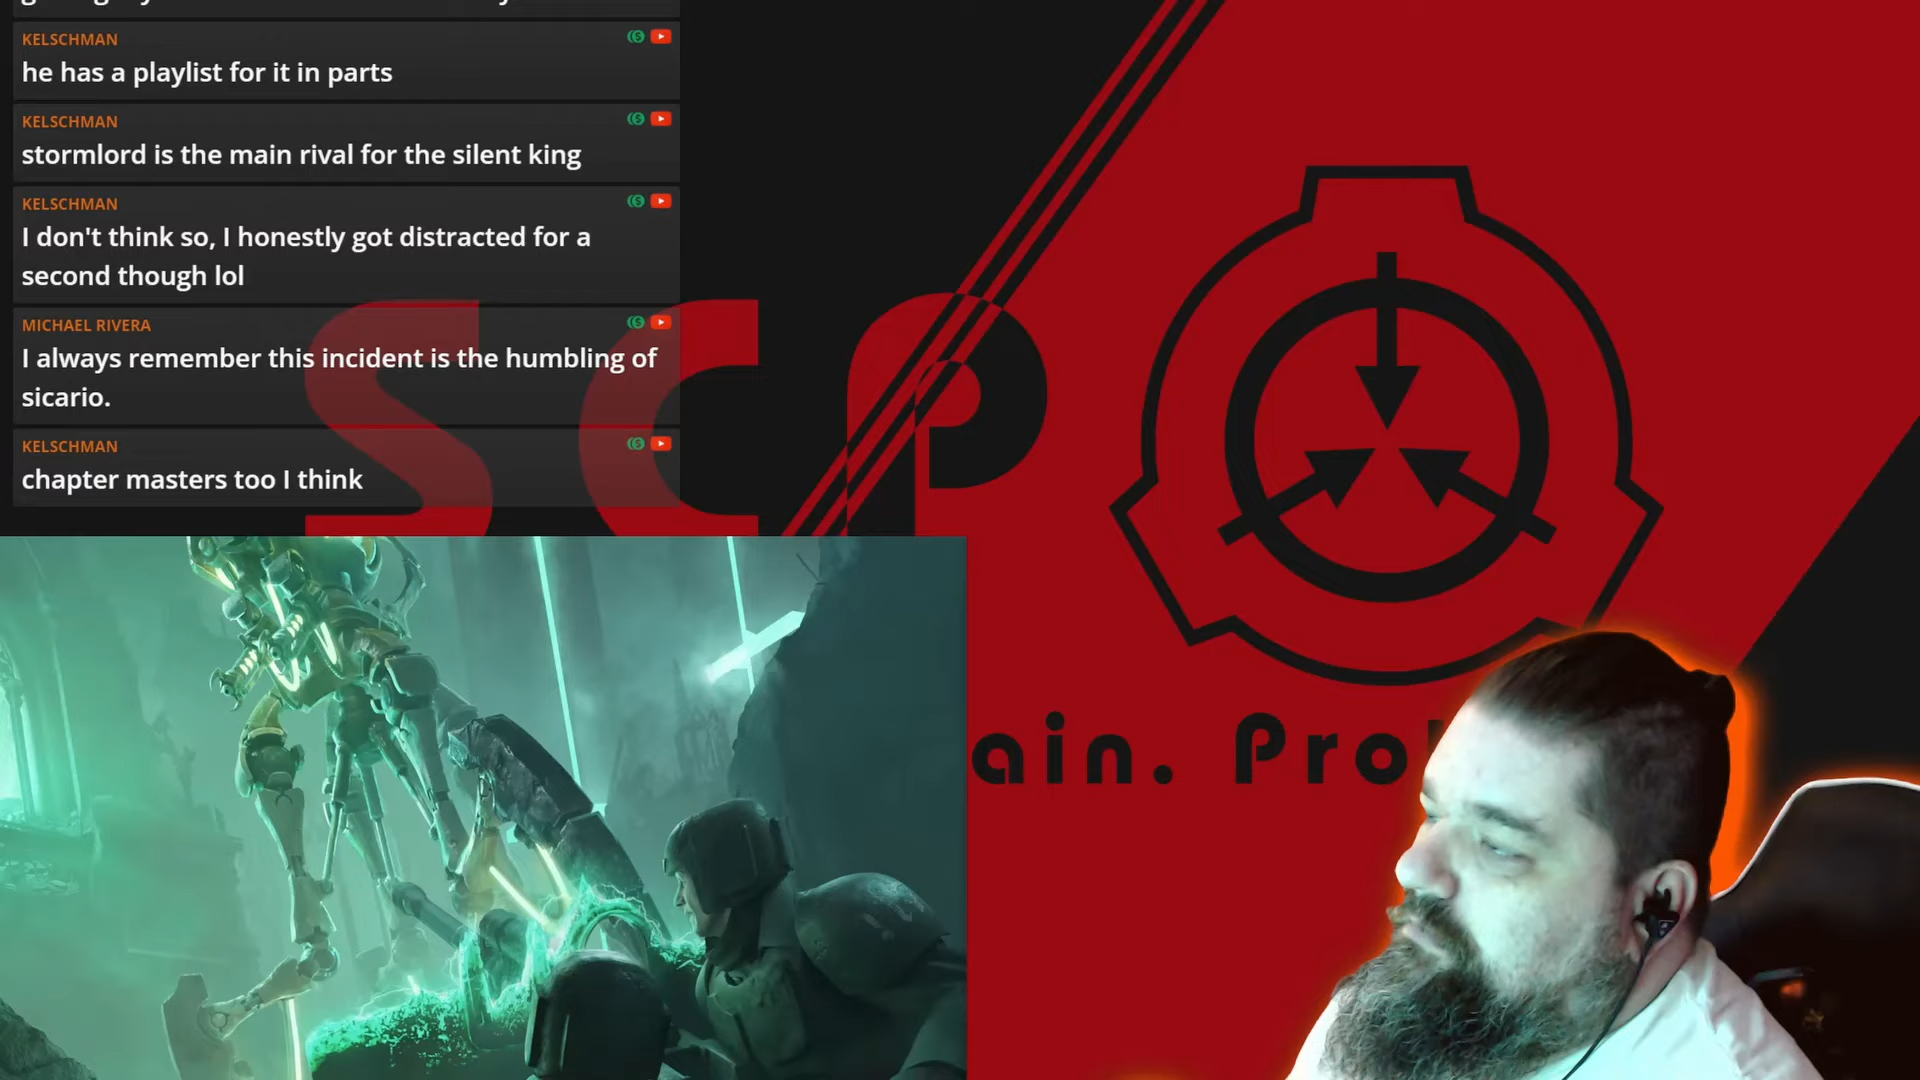 KELSCHMAN
he has a playlist for it in parts
KELSCHMAN
stormlord is the main rival for the silent king
KELSCHMAN
I don't think so, I honestly got distracted for a
second though lol
MICHAEL RIVERA
I always remember this incident is the humbling of
sicario.
KELSCHMAN
chapter masters too I think
SCP
ain. Pro